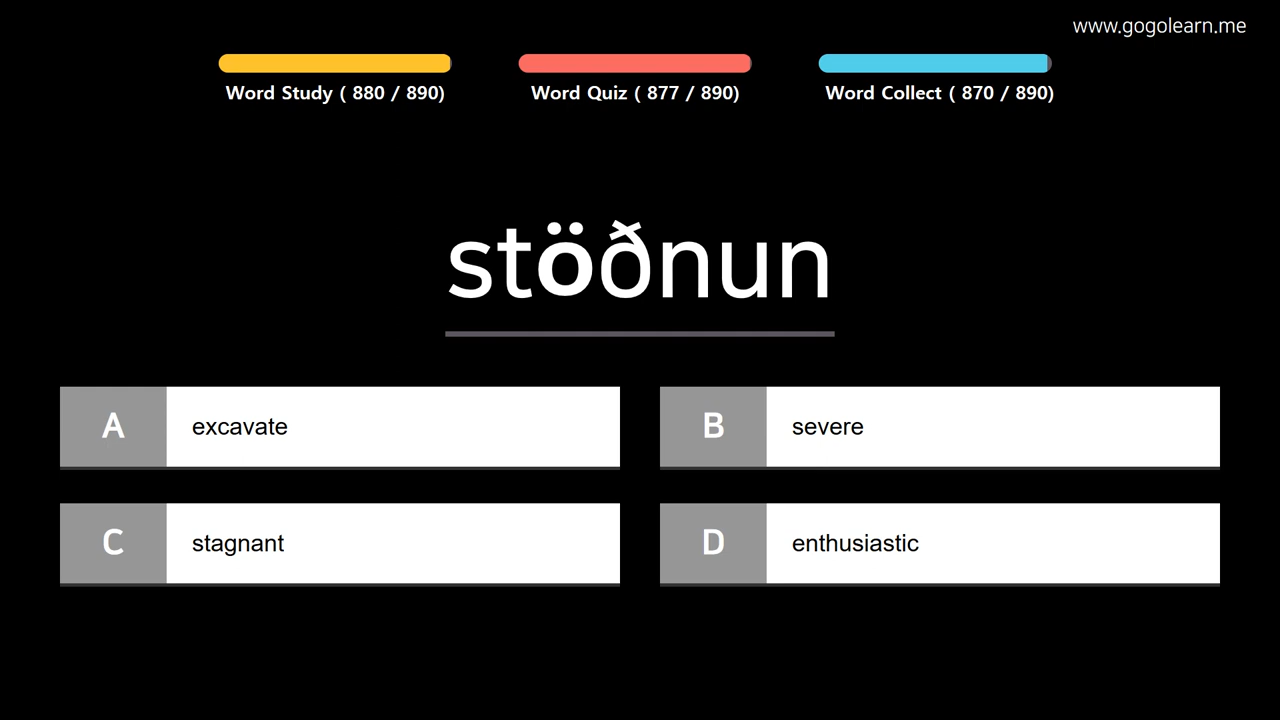 www.gogolearn.me
Word Study ( 880 / 890)
Word Quiz ( 877 / 890)
Word Collect ( 870 / 890)
stöðnun
A excavate
B severe
C stagnant
D enthusiastic